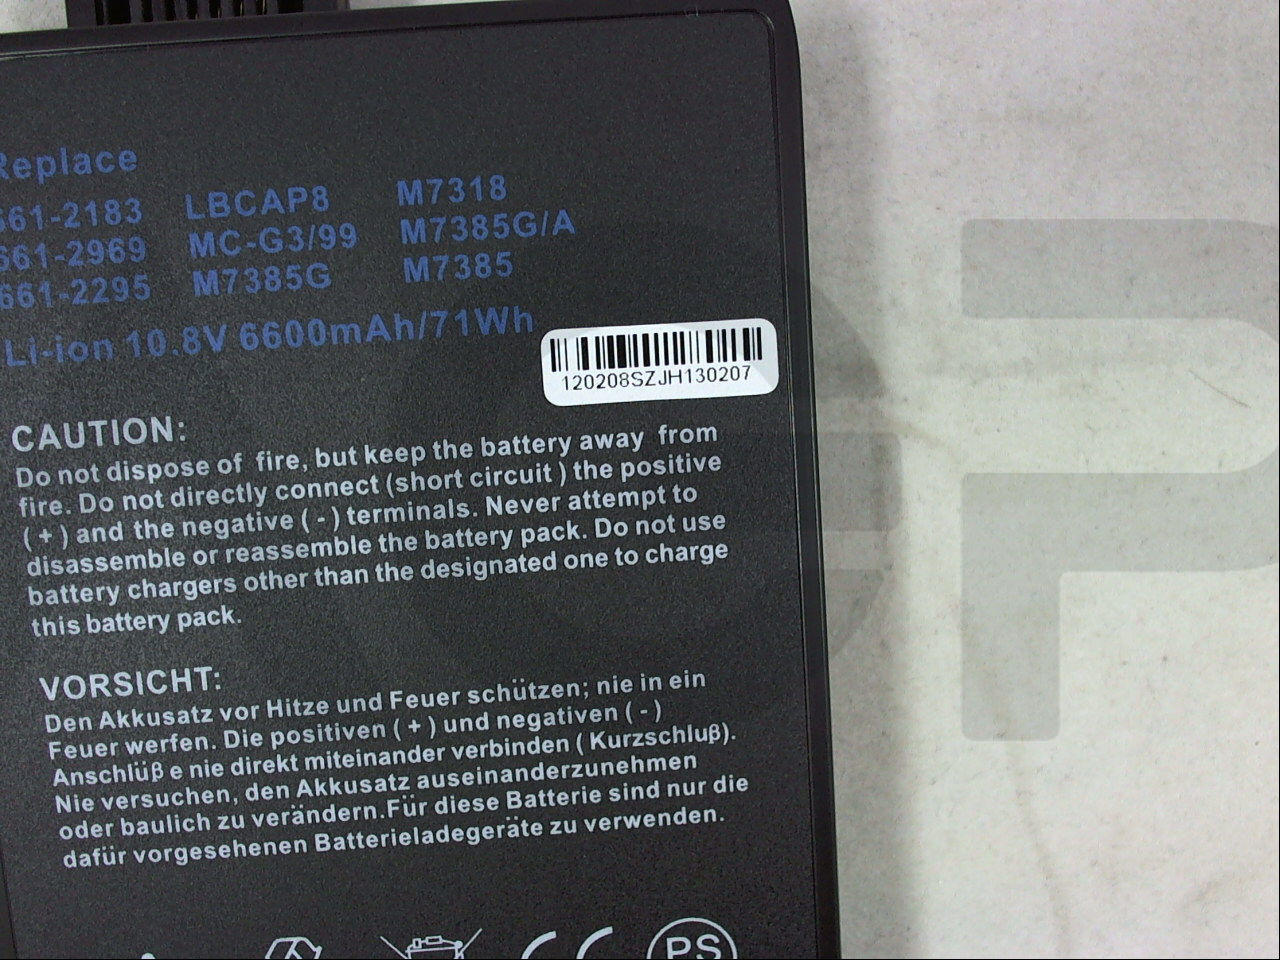 Replace
661-2183 LBCAP8 M7318
661-2969 MC-G3/99 M7385G/A
661-2295 M7385G M7385
Li-ion 10.8V 6600mAh/71Wh
120208SZJH130207
CAUTION:
Do not dispose of fire, but keep the battery away from
fire. Do not directly connect (short circuit ) the positive
( + ) and the negative ( - ) terminals. Never attempt to
disassemble or reassemble the battery pack. Do not use
battery chargers other than the designated one to charge
this battery pack.
VORSICHT:
Den Akkusatz vor Hitze und Feuer schützen; nie in ein
Feuer werfen. Die positiven ( + ) und negativen ( - )
Anschlüβ e nie direkt miteinander verbinden ( Kurzschluβ).
Nie versuchen, den Akkusatz auseinanderzunehmen
oder baulich zu verändern.Für diese Batterie sind nur die
dafür vorgesehenen Batterieladegeräte zu verwenden.
CE PS